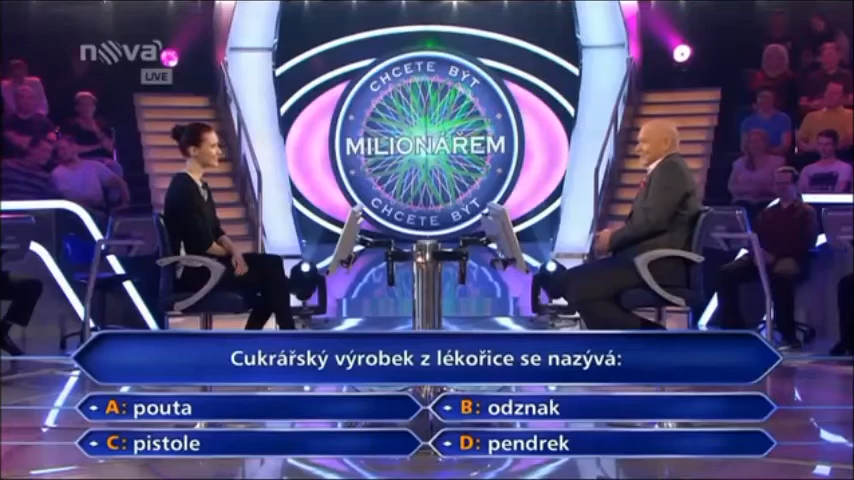 nova
LIVE
CHCETE BÝT
MILIONÁŘEM
CHCETE BÝT
Cukrářský výrobek z lékořice se nazývá:
A: pouta
B: odznak
C: pistole
D: pendrek